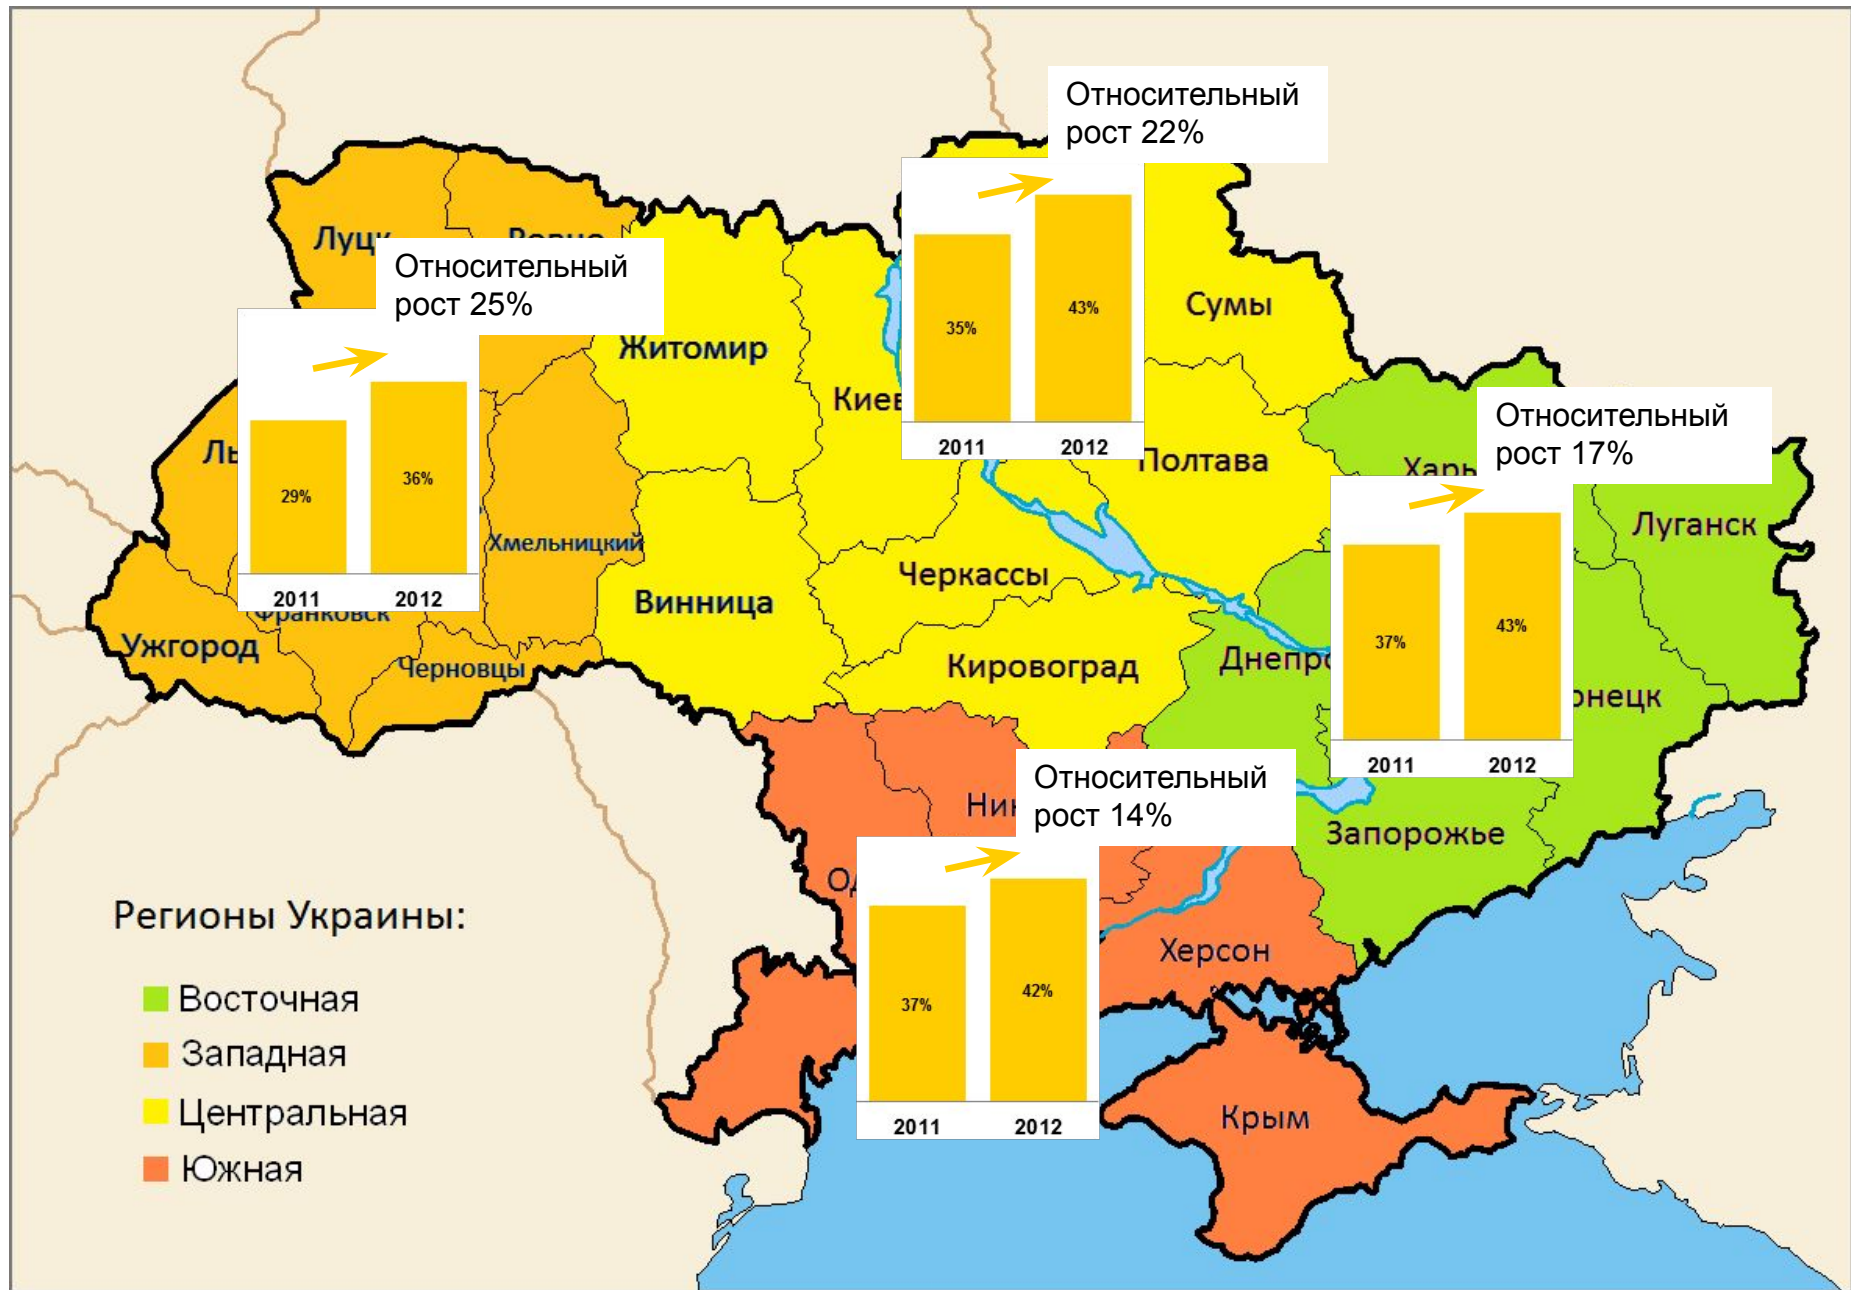 Относительный
рост 22%
35%
43%
2011
2012
Относительный
рост 25%
29%
36%
2011
2012
Относительный
рост 17%
37%
43%
2011
2012
Относительный
рост 14%
37%
42%
2011
2012
Луцк
Житомир
Сумы
Полтава
Луганск
Хмельницкий
Черкассы
Винница
Ужгород
Черновцы
Кировоград
Запорожье
Херсон
Крым
Регионы Украины:
Восточная
Западная
Центральная
Южная